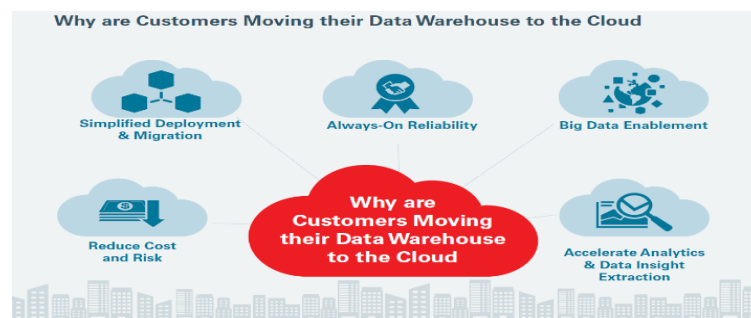 Why are Customers Moving their Data Warehouse to the Cloud
Simplified Deployment
& Migration
Always-On Reliability
Big Data Enablement
Reduce Cost
and Risk
Why are
Customers Moving
their Data Warehouse
to the Cloud
Accelerate Analytics
& Data Insight
Extraction
$